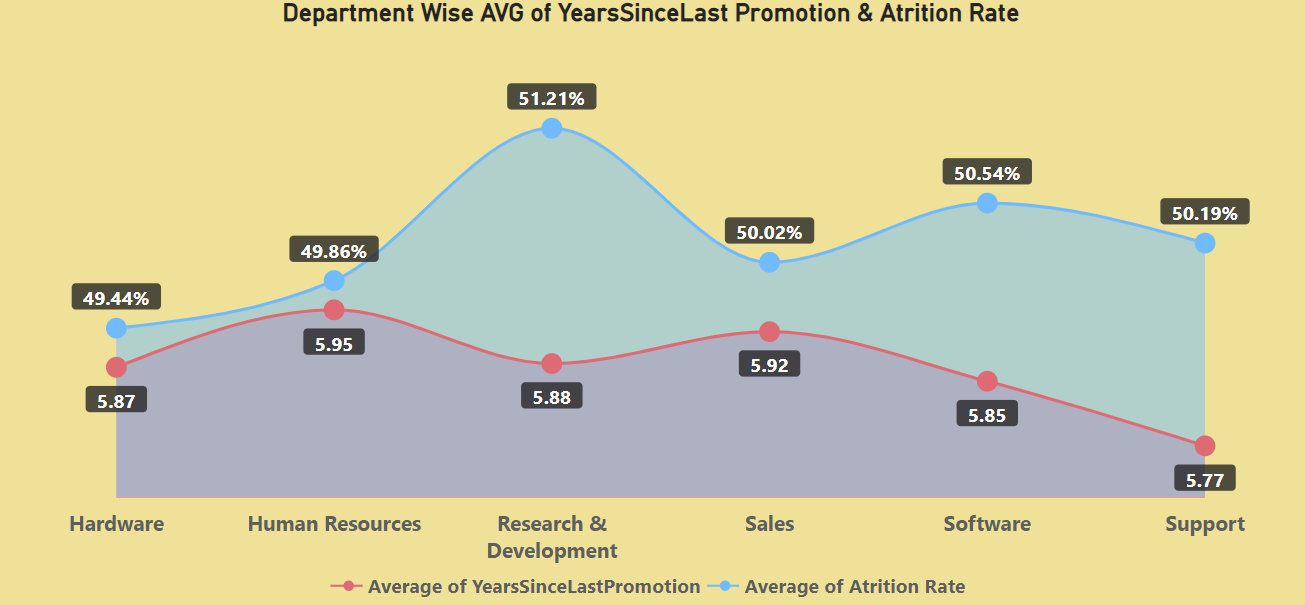 Department Wise AVG of YearsSinceLast Promotion & Atrition Rate
51.21%
50.54%
50.19%
50.02%
49.86%
49.44%
5.95
5.92
5.87
5.88
5.85
5.77
Hardware
Human Resources
Research &
Development
Sales
Software
Support
Average of YearsSinceLastPromotion
Average of Atrition Rate